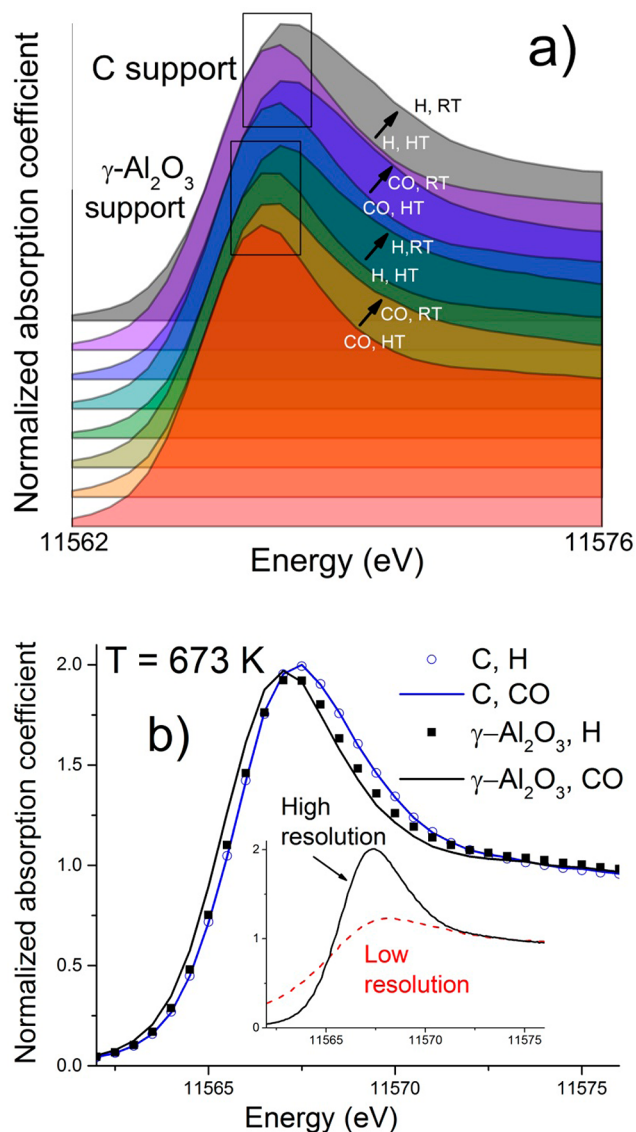 a)
C support
γ-Al₂O₃
support
H, RT
H, HT
CO, RT
CO, HT
H,RT
H, HT
CO, RT
CO, HT
Normalized absorption coefficient
11562
11576
Energy (eV)
T = 673 K
b)
C, H
C, CO
γ–Al₂O₃, H
γ–Al₂O₃, CO
High
resolution
Low
resolution
2
1
0
11565
11570
11575
2.0
1.5
1.0
0.5
0.0
Normalized absorption coefficient
11565
11570
11575
Energy (eV)